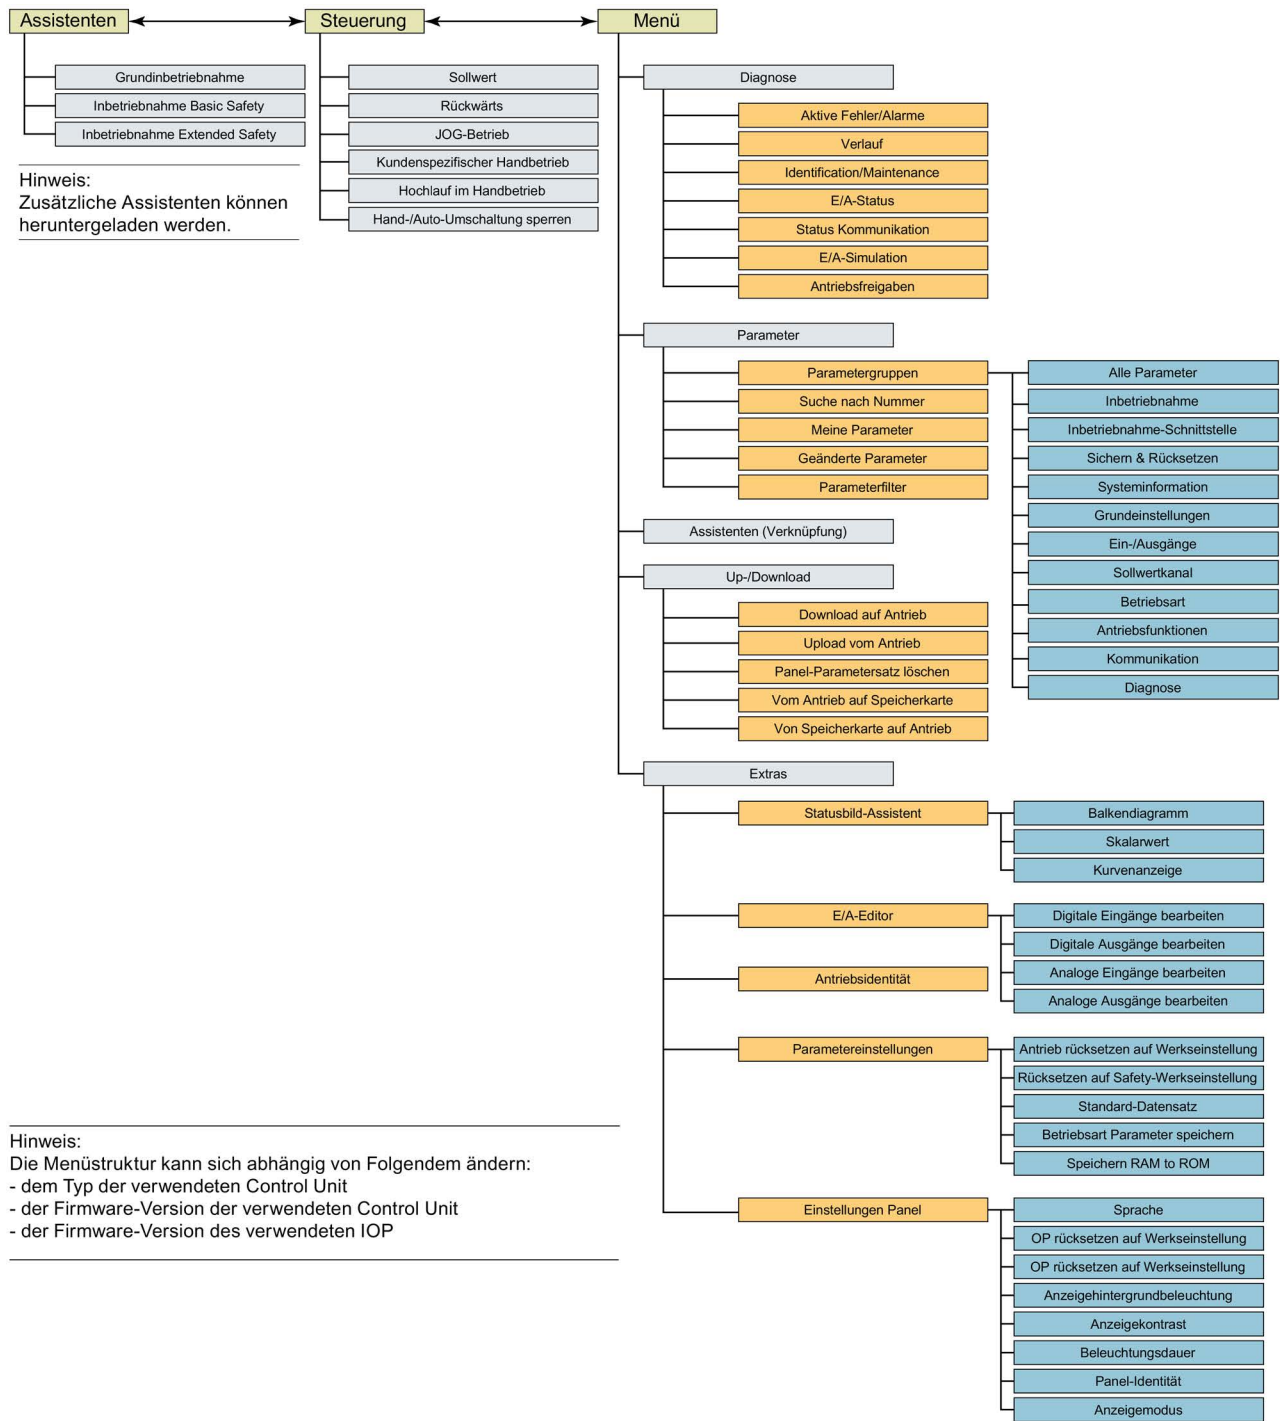 Assistenten
Steuerung
Menü
Grundinbetriebnahme
Inbetriebnahme Basic Safety
Inbetriebnahme Extended Safety
Hinweis:
Zusätzliche Assistenten können
heruntergeladen werden.
Sollwert
Rückwärts
JOG-Betrieb
Kundenspezifischer Handbetrieb
Hochlauf im Handbetrieb
Hand-/Auto-Umschaltung sperren
Diagnose
Aktive Fehler/Alarme
Verlauf
Identification/Maintenance
E/A-Status
Status Kommunikation
E/A-Simulation
Antriebsfreigaben
Parameter
Parametergruppen
Suche nach Nummer
Meine Parameter
Geänderte Parameter
Parameterfilter
Alle Parameter
Inbetriebnahme
Inbetriebnahme-Schnittstelle
Sichern & Rücksetzen
Systeminformation
Grundeinstellungen
Ein-/Ausgänge
Sollwertkanal
Betriebsart
Antriebsfunktionen
Kommunikation
Diagnose
Assistenten (Verknüpfung)
Up-/Download
Download auf Antrieb
Upload vom Antrieb
Panel-Parametersatz löschen
Vom Antrieb auf Speicherkarte
Von Speicherkarte auf Antrieb
Extras
Statusbild-Assistent
Balkendiagramm
Skalarwert
Kurvenanzeige
E/A-Editor
Digitale Eingänge bearbeiten
Digitale Ausgänge bearbeiten
Analoge Eingänge bearbeiten
Analoge Ausgänge bearbeiten
Antriebsidentität
Parametereinstellungen
Antrieb rücksetzen auf Werkseinstellung
Rücksetzen auf Safety-Werkseinstellung
Standard-Datensatz
Betriebsart Parameter speichern
Speichern RAM to ROM
Einstellungen Panel
Sprache
OP rücksetzen auf Werkseinstellung
OP rücksetzen auf Werkseinstellung
Anzeigehintergrundbeleuchtung
Anzeigekontrast
Beleuchtungsdauer
Panel-Identität
Anzeigemodus
Hinweis:
Die Menüstruktur kann sich abhängig von Folgendem ändern:
- dem Typ der verwendeten Control Unit
- der Firmware-Version der verwendeten Control Unit
- der Firmware-Version des verwendeten IOP